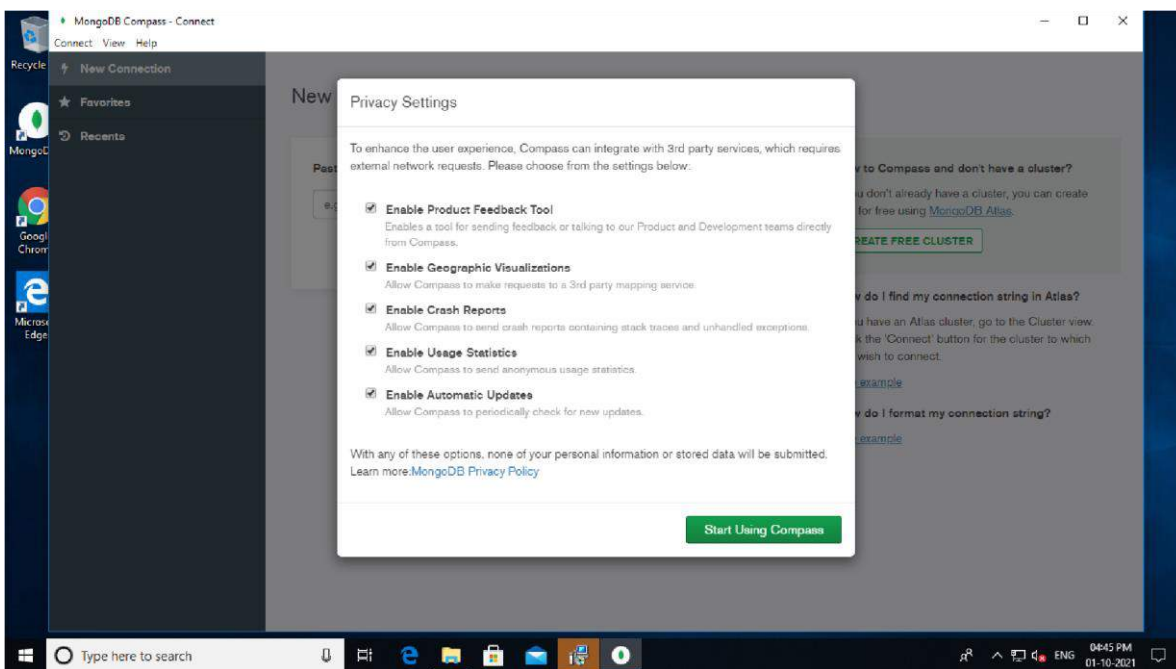 MongoDB Compass - Connect
Connect View Help
Recycle
MongoD
Googl
Chrom
Micros
Edge
New Connection
Favorites
Recents
New
Past
e.g
Privacy Settings
To enhance the user experience, Compass can integrate with 3rd party services, which requires
external network requests. Please choose from the settings below:
Enable Product Feedback Tool
Enables a tool for sending feedback or talking to our Product and Development teams directly
from Compass.
Enable Geographic Visualizations
Allow Compass to make requests to a 3rd party mapping service.
Enable Crash Reports
Allow Compass to send crash reports containing stack traces and unhandled exceptions.
Enable Usage Statistics
Allow Compass to send anonymous usage statistics.
Enable Automatic Updates
Allow Compass to periodically check for new updates.
With any of these options, none of your personal information or stored data will be submitted.
Learn more:MongoDB Privacy Policy
Start Using Compass
w to Compass and don't have a cluster?
u don't already have a cluster, you can create
for free using MongoDB Atlas.
REATE FREE CLUSTER
w do I find my connection string in Atlas?
u have an Atlas cluster, go to the Cluster view.
k the 'Connect' button for the cluster to which
wish to connect.
example
w do I format my connection string?
example
Type here to search
ENG
04:45 PM
01-10-2021